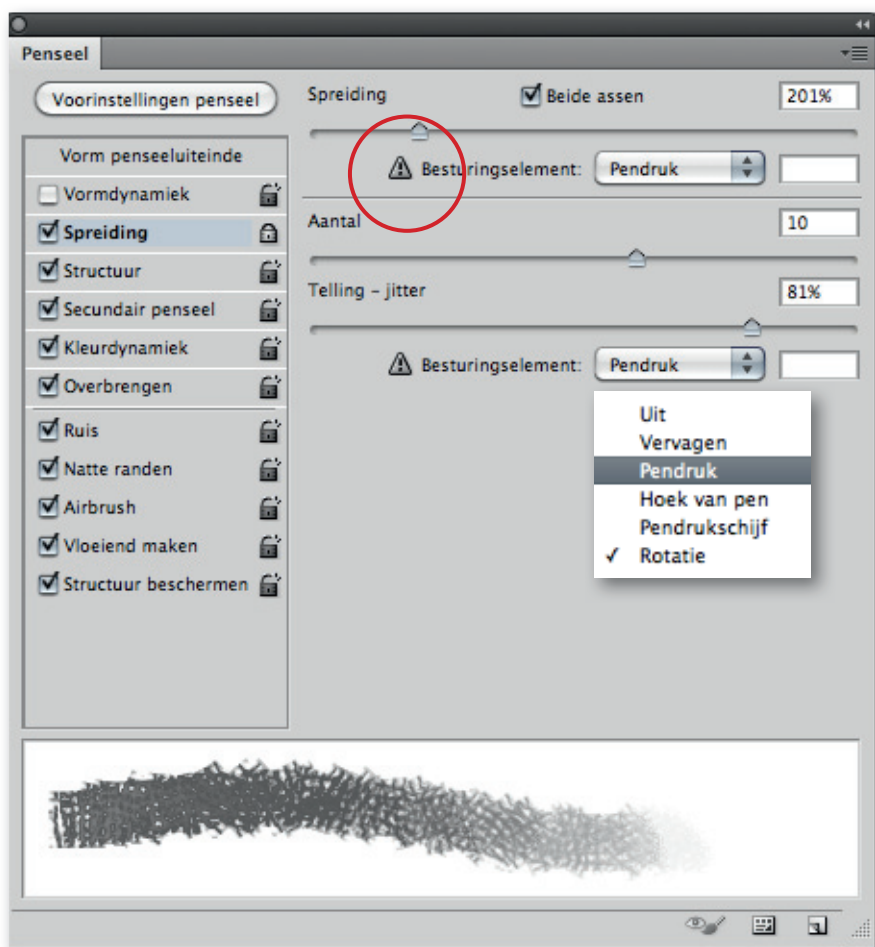 Penseel
Voorinstellingen penseel
Vorm penseeluiteinde
Vormdynamiek
Spreiding
Structuur
Secundair penseel
Kleurdynamiek
Overbrengen
Ruis
Natte randen
Airbrush
Vloeiend maken
Structuur beschermen
Spreiding Beide assen 201%
Besturingselement: Pendruk
Aantal 10
Telling – jitter 81%
Besturingselement: Pendruk
Uit
Vervagen
Pendruk
Hoek van pen
Pendrukschijf
✓ Rotatie